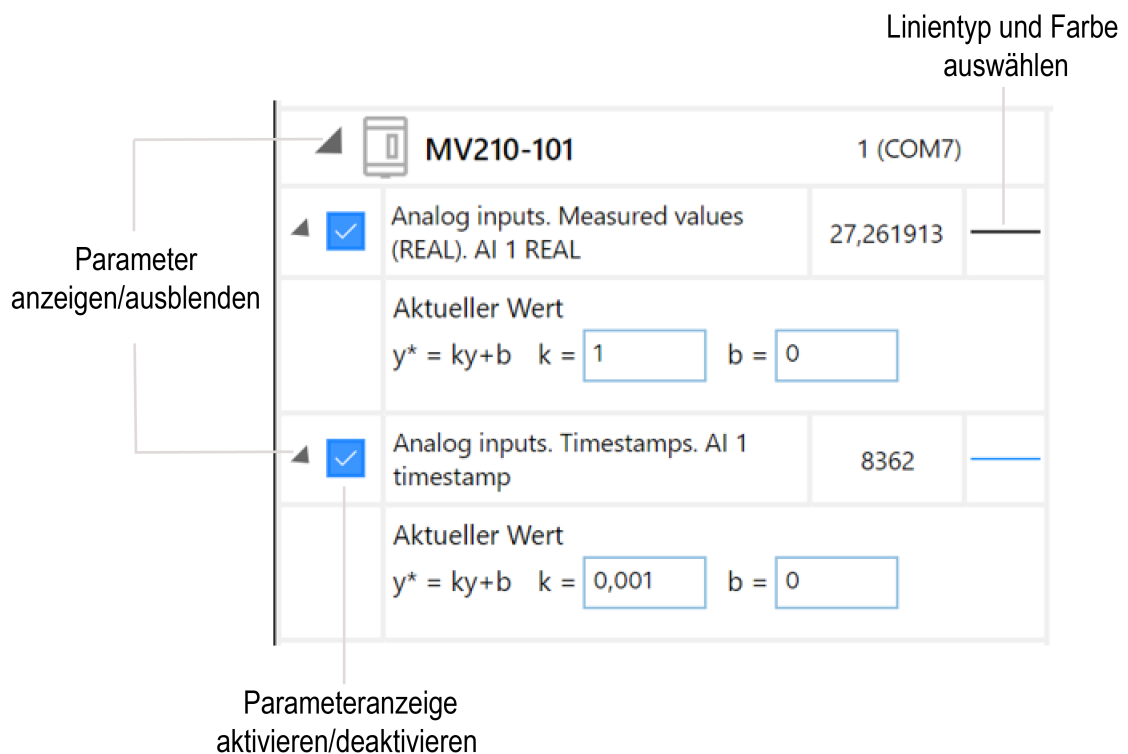 Linientyp und Farbe
auswählen
MV210-101
1 (COM7)
Analog inputs. Measured values
(REAL). AI 1 REAL
27,261913
Parameter
anzeigen/ausblenden
Aktueller Wert
y* = ky+b k = 1 b = 0
Analog inputs. Timestamps. AI 1
timestamp
8362
Aktueller Wert
y* = ky+b k = 0,001 b = 0
Parameteranzeige
aktivieren/deaktivieren